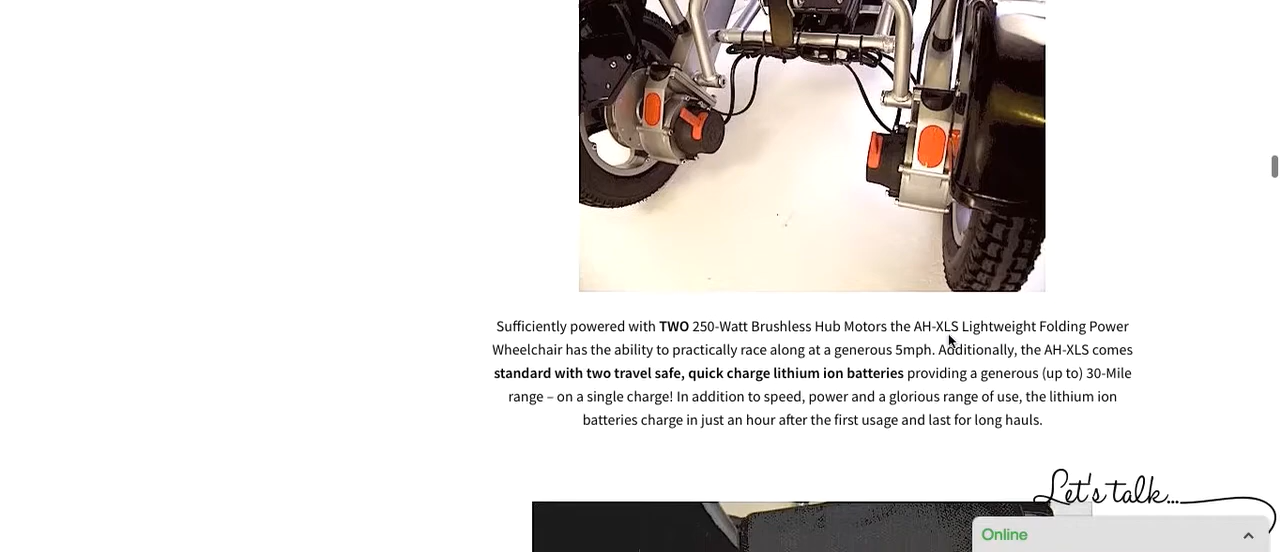 Sufficiently powered with TWO 250-Watt Brushless Hub Motors the AH-XLS Lightweight Folding Power
Wheelchair has the ability to practically race along at a generous 5mph. Additionally, the AH-XLS comes
standard with two travel safe, quick charge lithium ion batteries providing a generous (up to) 30-Mile
range – on a single charge! In addition to speed, power and a glorious range of use, the lithium ion
batteries charge in just an hour after the first usage and last for long hauls.
Let's talk...
Online